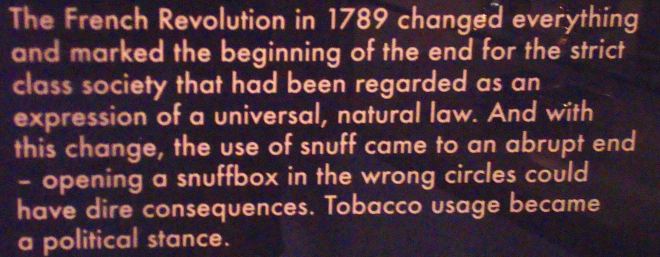 The French Revolution in 1789 changed everything
and marked the beginning of the end for the strict
class society that had been regarded as an
expression of a universal, natural law. And with
this change, the use of snuff came to an abrupt end
– opening a snuffbox in the wrong circles could
have dire consequences. Tobacco usage became
a political stance.